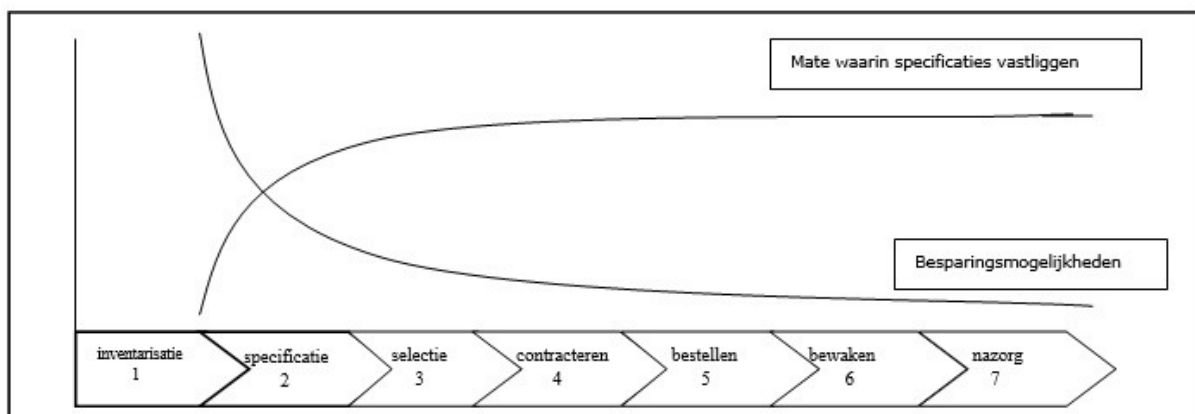 Mate waarin specificaties vastliggen
Besparingsmogelijkheden
inventarisatie
1
specificatie
2
selectie
3
contracteren
4
bestellen
5
bewaken
6
nazorg
7